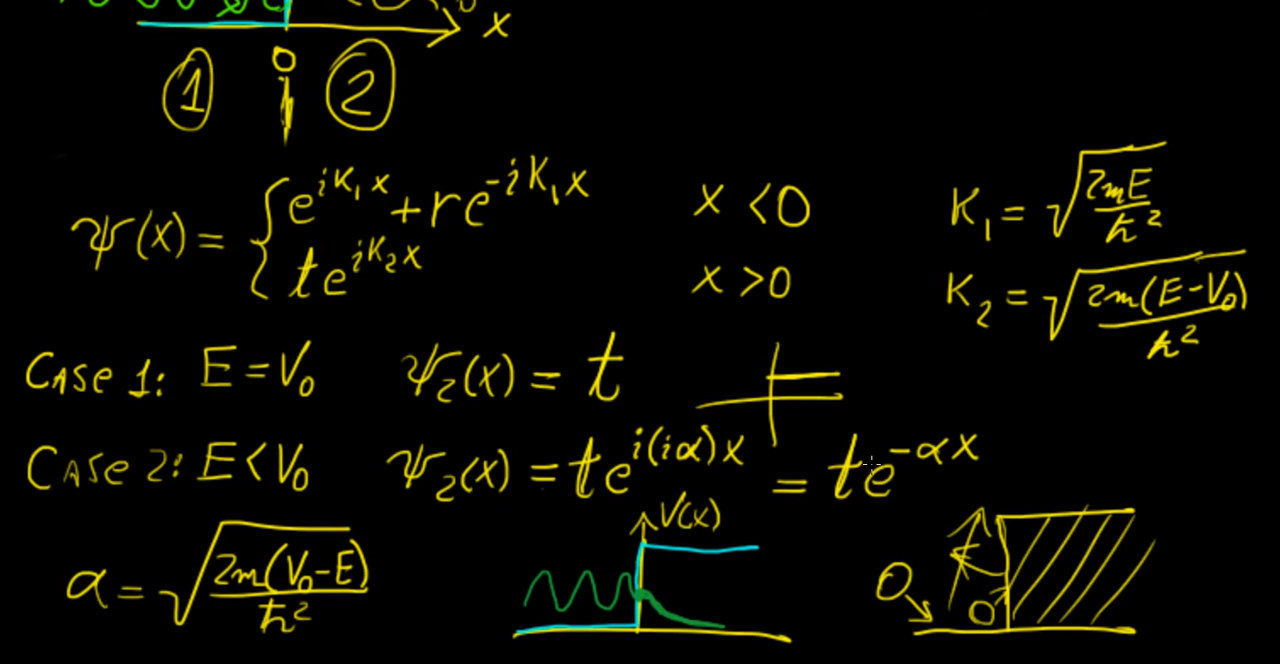 x
0
① ②
ψ(x) = { e^{iK₁x} + re^{-iK₁x} x < 0 K₁ = √(2mE/ħ²)
te^{iK₂x} x > 0 K₂ = √(2m(E-V₀)/ħ²)
CASE 1: E = V₀ ψ₂(x) = t
CASE 2: E < V₀ ψ₂(x) = te^{i(iα)x} = te^{-αx}
α = √(2m(V₀-E)/ħ²) V(x)